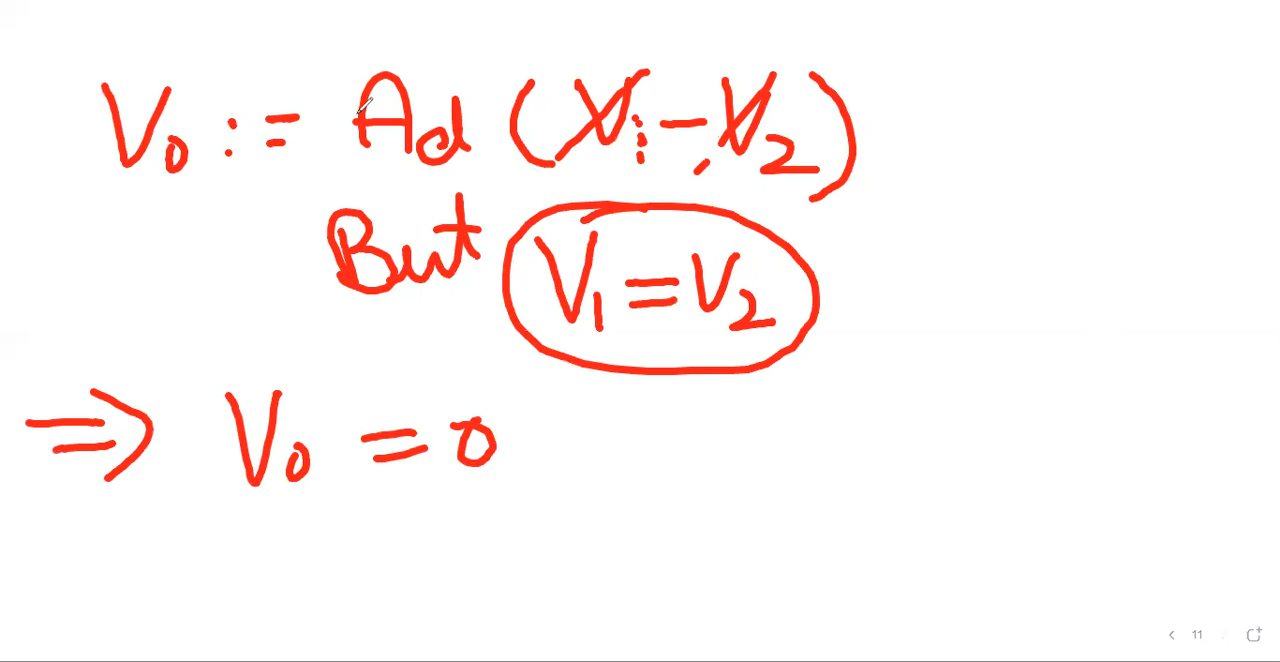 V₀ := Ad (V₁ - V₂)
But V₁ = V₂
⇒ V₀ = 0
< 11